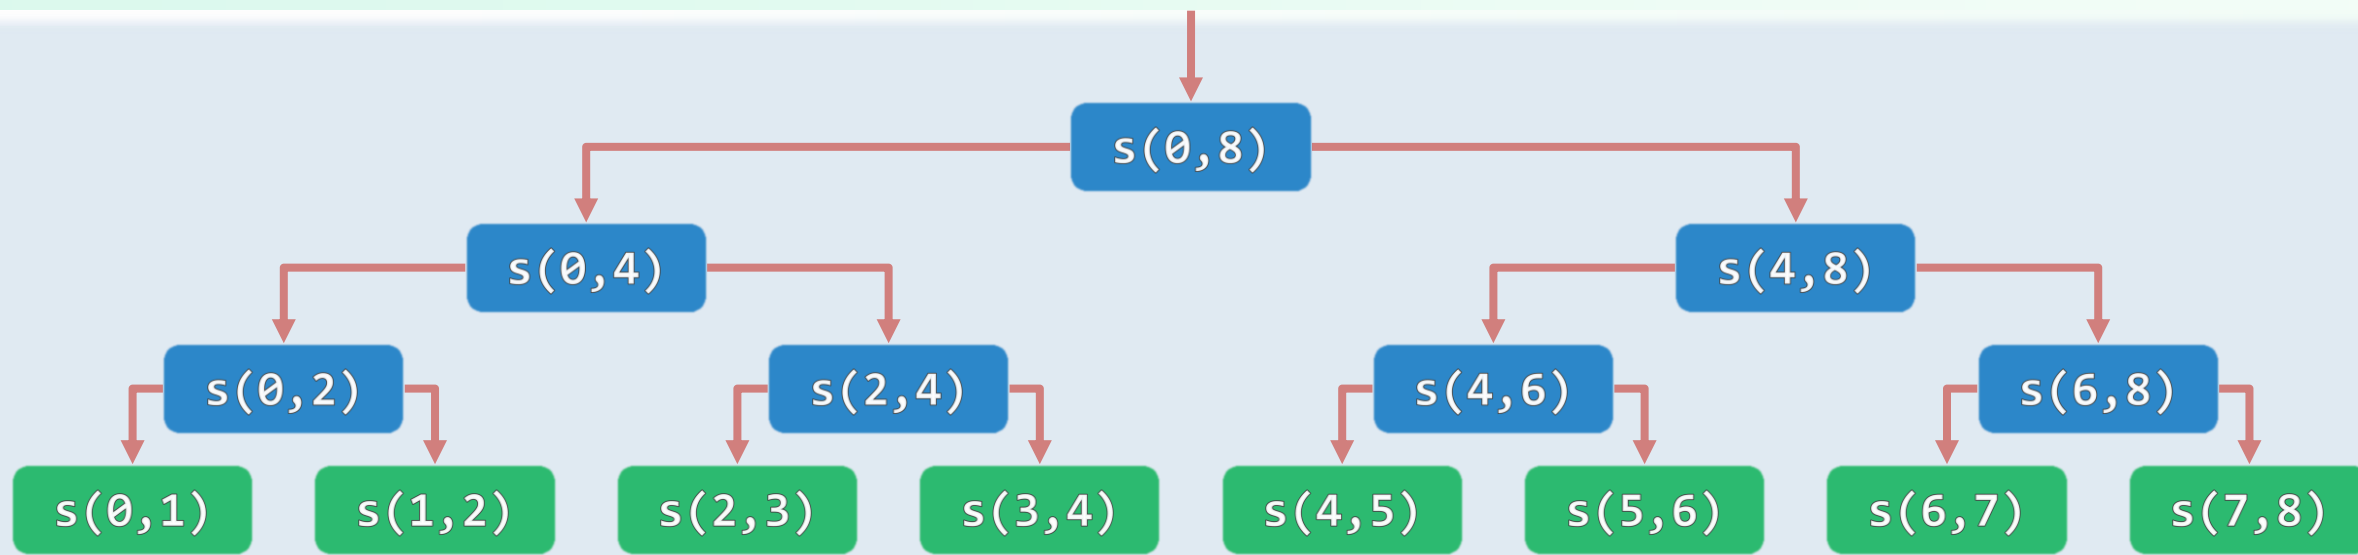 s(0,8)
s(0,4) s(4,8)
s(0,2) s(2,4) s(4,6) s(6,8)
s(0,1) s(1,2) s(2,3) s(3,4) s(4,5) s(5,6) s(6,7) s(7,8)